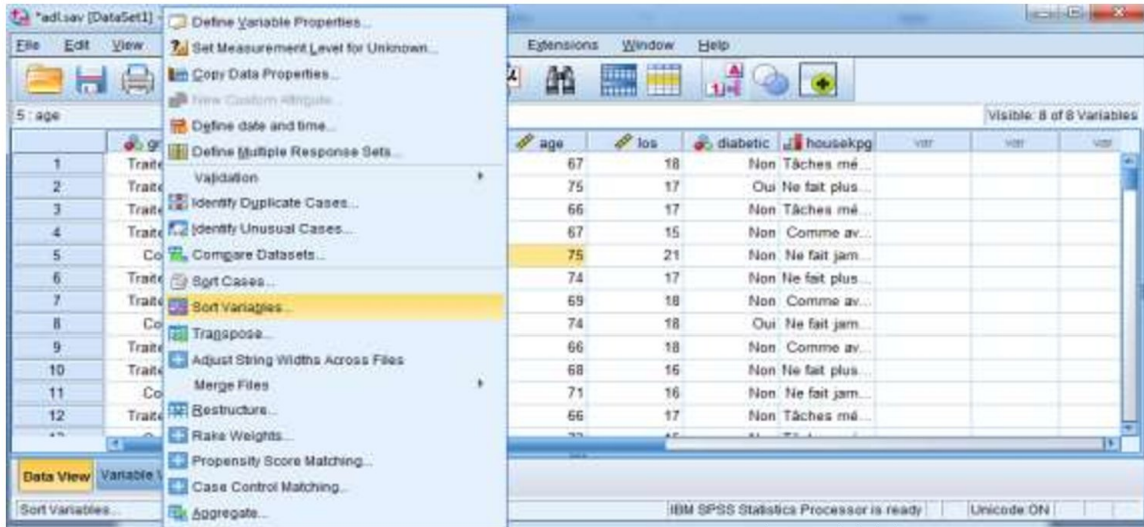 *adl.sav [DataSet1] -
File Edit View Extensions Window Help
5 : age
Visible: 8 of 8 Variables
Define Variable Properties...
Set Measurement Level for Unknown...
Copy Data Properties...
New Custom Attribute...
Define date and time...
Define Multiple Response Sets...
Validation
Identify Duplicate Cases...
Identify Unusual Cases...
Compare Datasets...
Sort Cases...
Sort Variables...
Transpose...
Adjust String Widths Across Files
Merge Files
Restructure...
Rake Weights...
Propensity Score Matching...
Case Control Matching...
Aggregate...
gr age los diabetic housekpg var var var
1 Traite 67 18 Non Tâches mé...
2 Traite 75 17 Oui Ne fait plus...
3 Traite 66 17 Non Tâches mé...
4 Traite 67 15 Non Comme av...
5 Co 75 21 Non Ne fait jam...
6 Traite 74 17 Non Ne fait plus...
7 Traite 69 18 Non Comme av...
8 Co 74 18 Oui Ne fait jam...
9 Traite 66 18 Non Comme av...
10 Traite 68 16 Non Ne fait plus...
11 Co 71 16 Non Ne fait jam...
12 Traite 66 17 Non Tâches mé...
Data View Variable V
Sort Variables...
IBM SPSS Statistics Processor is ready
Unicode:ON